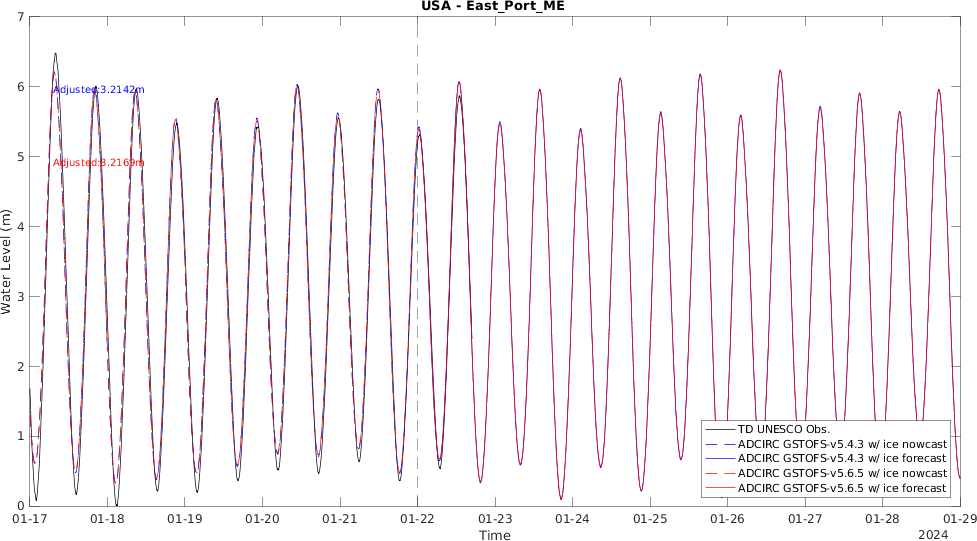 USA - East_Port_ME
7
6
5
4
3
2
1
0
Water Level (m)
Adjusted:3.2142m
Adjusted:3.2169m
TD UNESCO Obs.
ADCIRC GSTOFS-v5.4.3 w/ ice nowcast
ADCIRC GSTOFS-v5.4.3 w/ ice forecast
ADCIRC GSTOFS-v5.6.5 w/ ice nowcast
ADCIRC GSTOFS-v5.6.5 w/ ice forecast
01-17 01-18 01-19 01-20 01-21 01-22 01-23 01-24 01-25 01-26 01-27 01-28 01-29
Time
2024